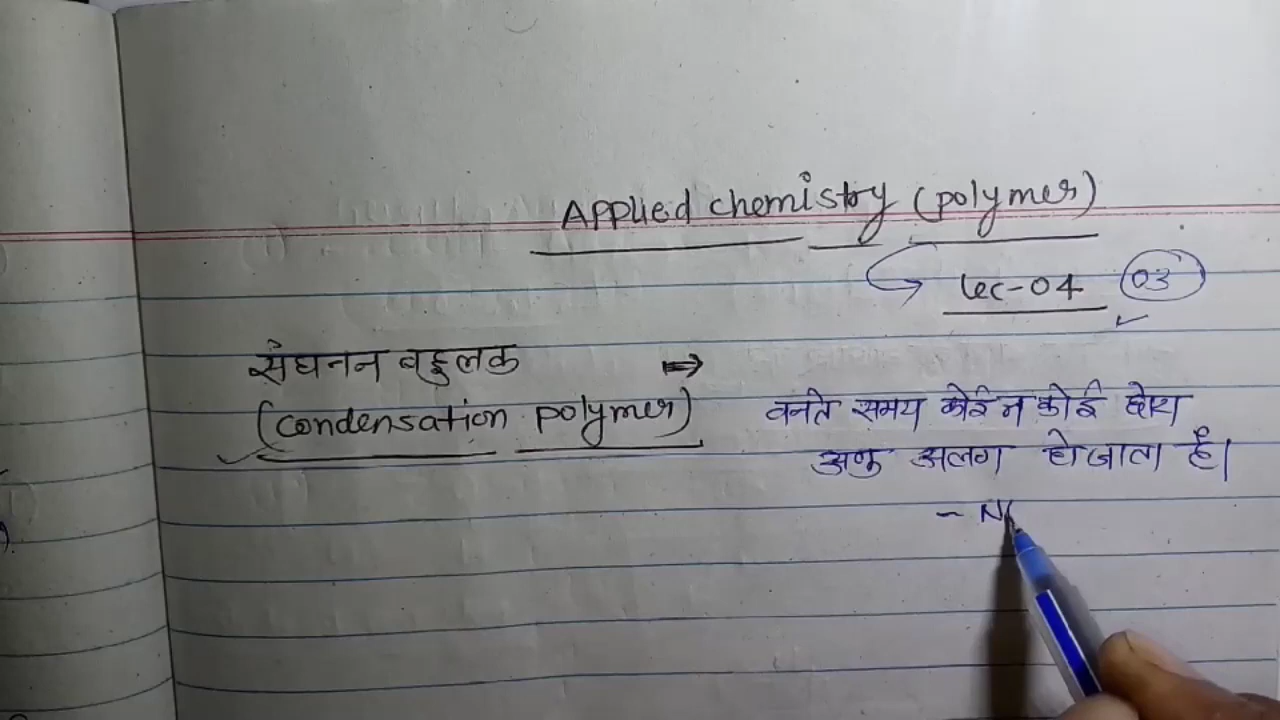 Applied chemistry (polymer)
Lec-04 03
संघनन बहुलक ⇒
(condensation polymer)
बनते समय कोई न कोई छोटा
अणु अलग हो जाता है।
- N